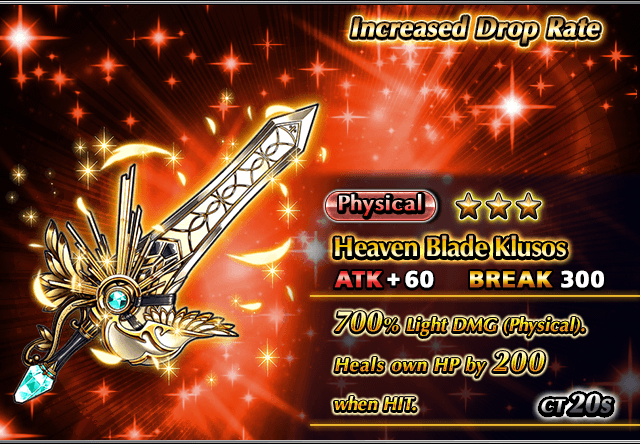 Increased Drop Rate
Physical
Heaven Blade Klusos
ATK + 60 BREAK 300
700% Light DMG (Physical).
Heals own HP by 200
when HIT.
CT 20s